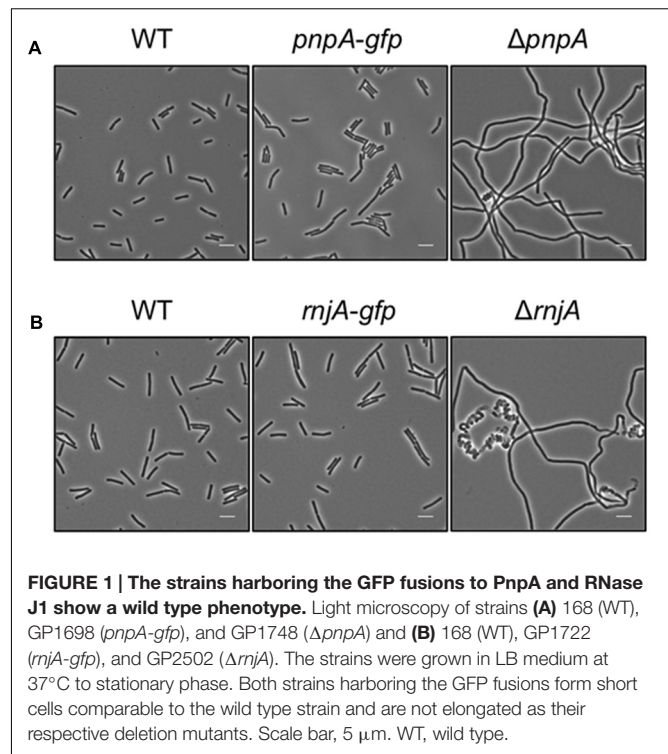 WT pnpA-gfp ΔpnpA
A
WT rnjA-gfp ΔrnjA
B
FIGURE 1 | The strains harboring the GFP fusions to PnpA and RNase
J1 show a wild type phenotype. Light microscopy of strains (A) 168 (WT),
GP1698 (pnpA-gfp), and GP1748 (ΔpnpA) and (B) 168 (WT), GP1722
(rnjA-gfp), and GP2502 (ΔrnjA). The strains were grown in LB medium at
37°C to stationary phase. Both strains harboring the GFP fusions form short
cells comparable to the wild type strain and are not elongated as their
respective deletion mutants. Scale bar, 5 μm. WT, wild type.